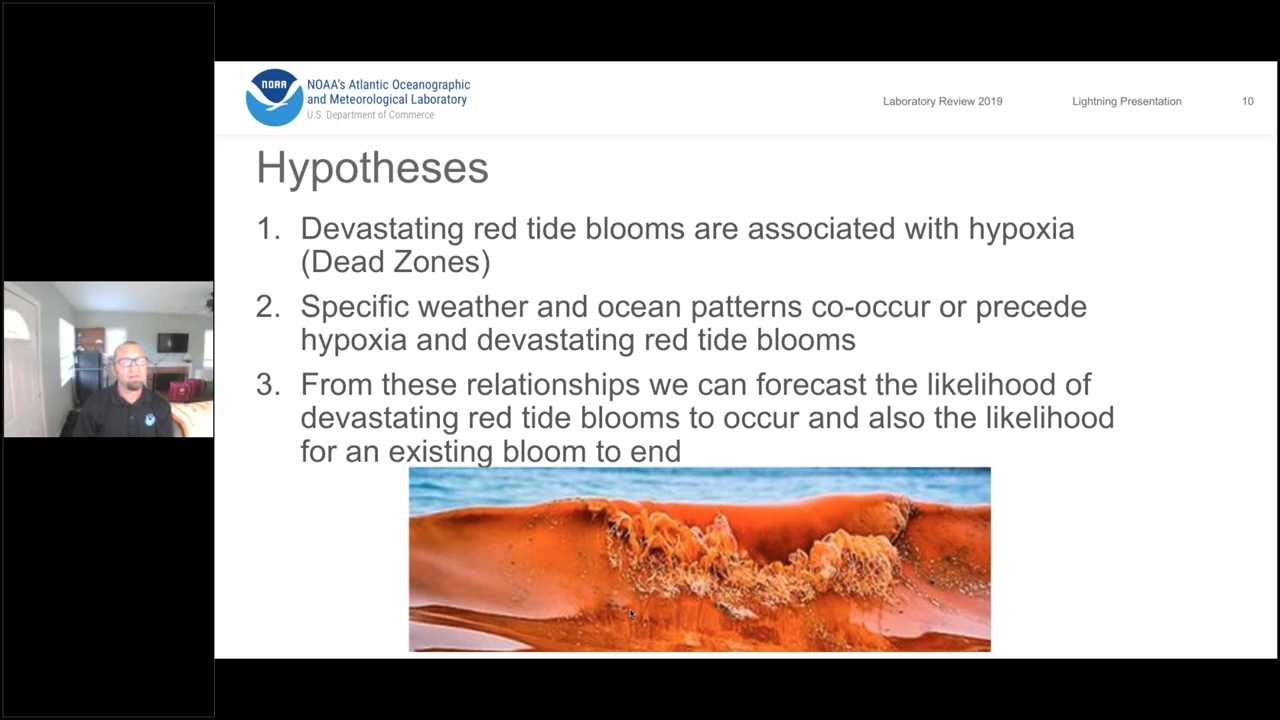 NOAA
NOAA's Atlantic Oceanographic
and Meteorological Laboratory
U.S. Department of Commerce
Laboratory Review 2019
Lightning Presentation
10
Hypotheses
1. Devastating red tide blooms are associated with hypoxia
(Dead Zones)
2. Specific weather and ocean patterns co-occur or precede
hypoxia and devastating red tide blooms
3. From these relationships we can forecast the likelihood of
devastating red tide blooms to occur and also the likelihood
for an existing bloom to end